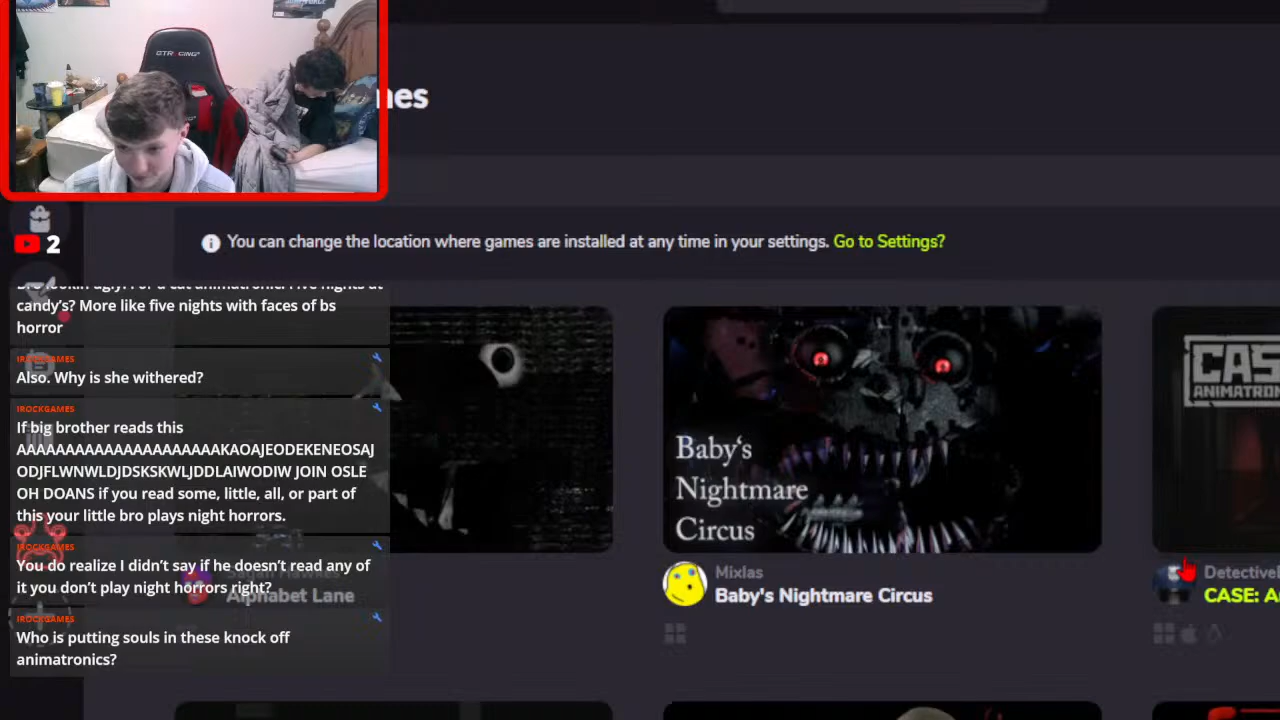 GTRACING
You can change the location where games are installed at any time in your settings. Go to Settings?
2
candy's? More like five nights with faces of bs
horror
IROCKGAMES
Also. Why is she withered?
IROCKGAMES
If big brother reads this
AAAAAAAAAAAAAAAAAAAAAKAOAJEODEKENEOSAJ
ODJFLWNWLDJDSKSKWLJDDLAIWODIW JOIN OSLE
OH DOANS if you read some, little, all, or part of
this your little bro plays night horrors.
IROCKGAMES
You do realize I didn't say if he doesn't read any of
it you don't play night horrors right?
IROCKGAMES
Who is putting souls in these knock off
animatronics?
Alphabet Lane
Baby's
Nightmare
Circus
Mixlas
Baby's Nightmare Circus
CASE
ANIMATRON
Detective
CASE: A